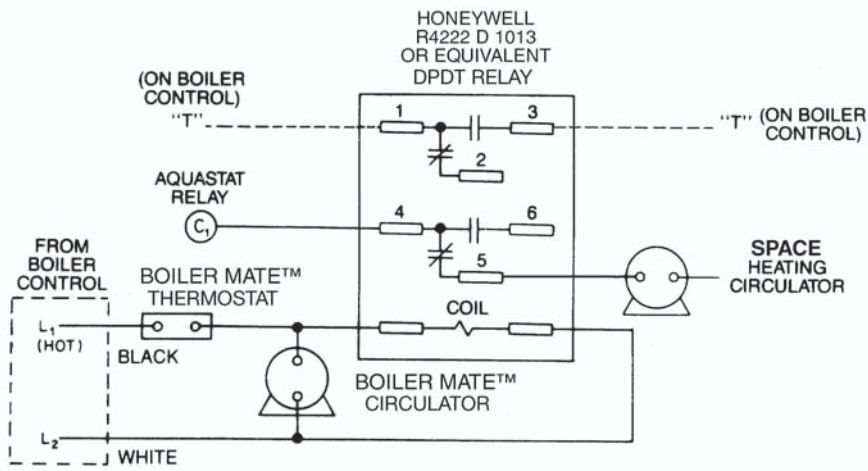 HONEYWELL
R4222 D 1013
OR EQUIVALENT
DPDT RELAY
(ON BOILER
CONTROL)
"T"
1
3
"T" (ON BOILER
CONTROL)
2
AQUASTAT
RELAY
C1
4
6
5
SPACE
HEATING
CIRCULATOR
FROM
BOILER
CONTROL
BOILER MATE™
THERMOSTAT
COIL
L1
(HOT)
BLACK
BOILER MATE™
CIRCULATOR
L2
WHITE